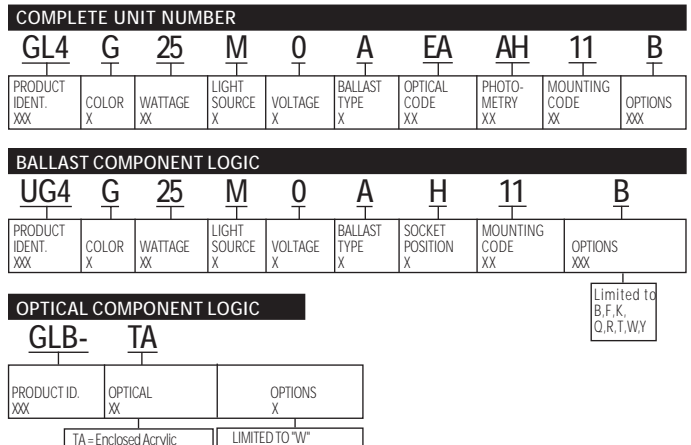 COMPLETE UNIT NUMBER
GL4 G 25 M 0 A EA AH 11 B
PRODUCT IDENT. XXX
COLOR X
WATTAGE XX
LIGHT SOURCE X
VOLTAGE X
BALLAST TYPE X
OPTICAL CODE XX
PHOTO- METRY XX
MOUNTING CODE XX
OPTIONS XXX
BALLAST COMPONENT LOGIC
UG4 G 25 M 0 A H 11 B
PRODUCT IDENT. XXX
COLOR X
WATTAGE XX
LIGHT SOURCE X
VOLTAGE X
BALLAST TYPE X
SOCKET POSITION X
MOUNTING CODE XX
OPTIONS XXX
Limited to
B,F,K,
Q,R,T,W,Y
OPTICAL COMPONENT LOGIC
GLB- TA
PRODUCT ID. XXX
OPTICAL XX
OPTIONS X
TA = Enclosed Acrylic
LIMITED TO "W"